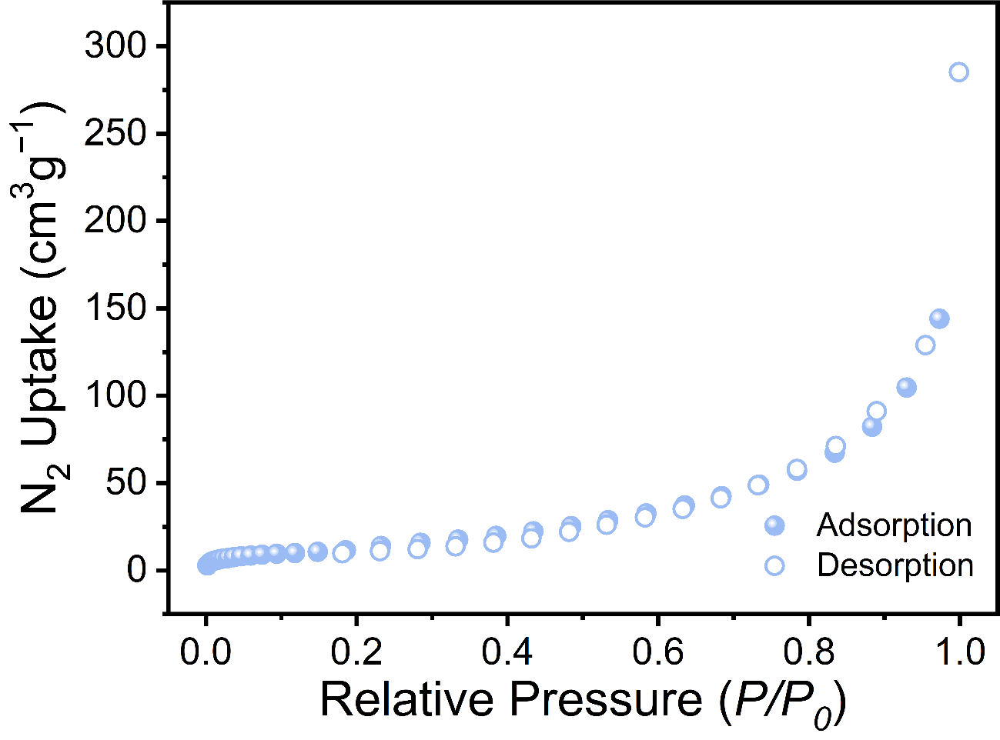 300
250
200
150
100
50
0
N₂ Uptake (cm³g⁻¹)
Adsorption
Desorption
0.0 0.2 0.4 0.6 0.8 1.0
Relative Pressure (P/P₀)